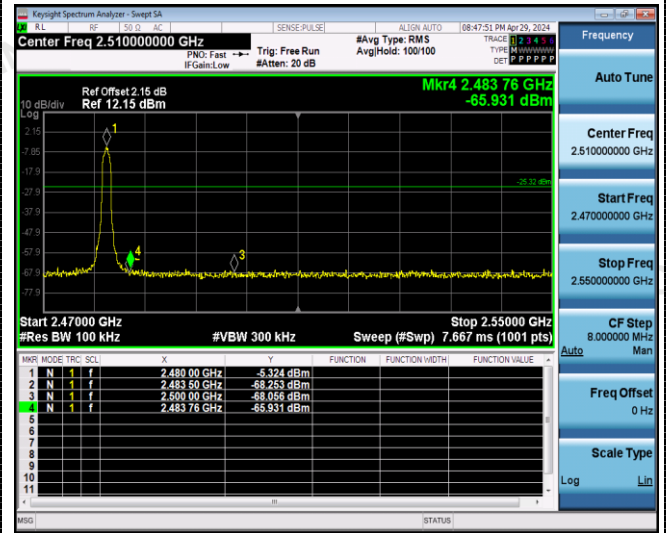 Keysight Spectrum Analyzer - Swept SA
RL RF 50 Ω AC SENSE:PULSE ALIGN AUTO 08:47:51 PM Apr 29, 2024
Center Freq 2.510000000 GHz
PNO: Fast
IFGain:Low
Trig: Free Run
#Atten: 20 dB
#Avg Type: RMS
Avg|Hold: 100/100
TRACE 1 2 3 4 5 6
TYPE M W W W W W
DET P P P P P P
Frequency
Auto Tune
Center Freq
2.510000000 GHz
Start Freq
2.470000000 GHz
Stop Freq
2.550000000 GHz
CF Step
8.000000 MHz
Auto Man
Freq Offset
0 Hz
Scale Type
Log Lin
Mkr4 2.483 76 GHz
-65.931 dBm
Ref Offset 2.15 dB
10 dB/div Ref 12.15 dBm
Log
2.15
-7.85
-17.9
-27.9
-37.9
-47.9
-57.9
-67.9
-77.9
1
-25.32 dBm
4
3
Start 2.47000 GHz Stop 2.55000 GHz
#Res BW 100 kHz #VBW 300 kHz Sweep (#Swp) 7.667 ms (1001 pts)
MKR MODE TRC SCL X Y FUNCTION FUNCTION WIDTH FUNCTION VALUE
1 N 1 f 2.480 00 GHz -5.324 dBm
2 N 1 f 2.483 50 GHz -68.253 dBm
3 N 1 f 2.500 00 GHz -68.056 dBm
4 N 1 f 2.483 76 GHz -65.931 dBm
5
6
7
8
9
10
11
MSG STATUS